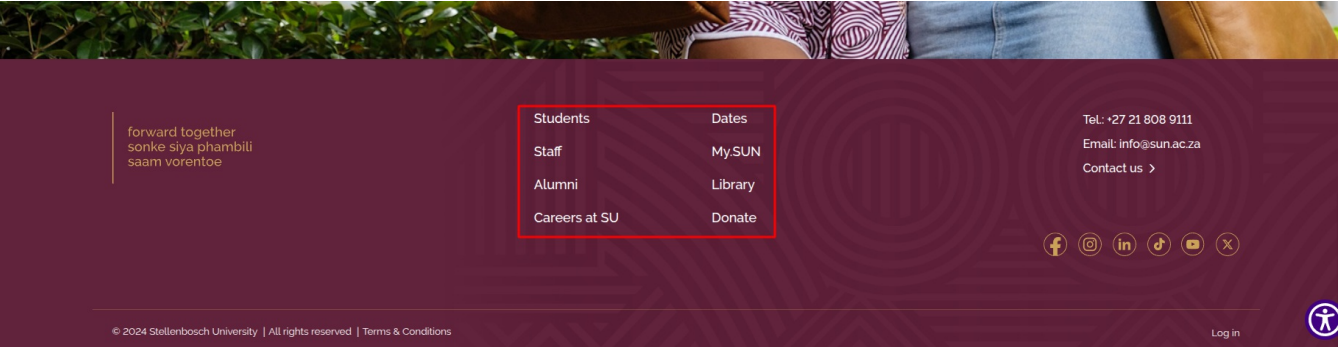 forward together
sonke siya phambili
saam vorentoe
Students
Staff
Alumni
Careers at SU
Dates
My.SUN
Library
Donate
Tel.: +27 21 808 9111
Email: info@sun.ac.za
Contact us >
© 2024 Stellenbosch University | All rights reserved | Terms & Conditions
Log in